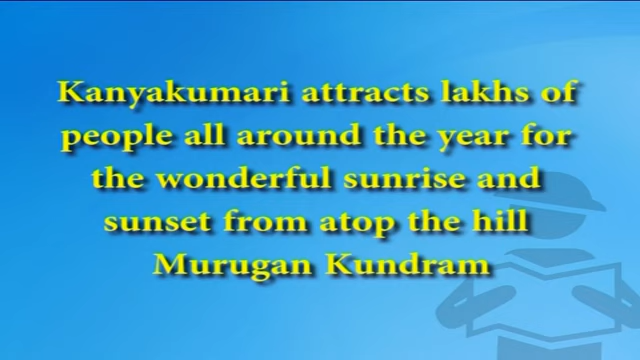 Kanyakumari attracts lakhs of
people all around the year for
the wonderful sunrise and
sunset from atop the hill
Murugan Kundram